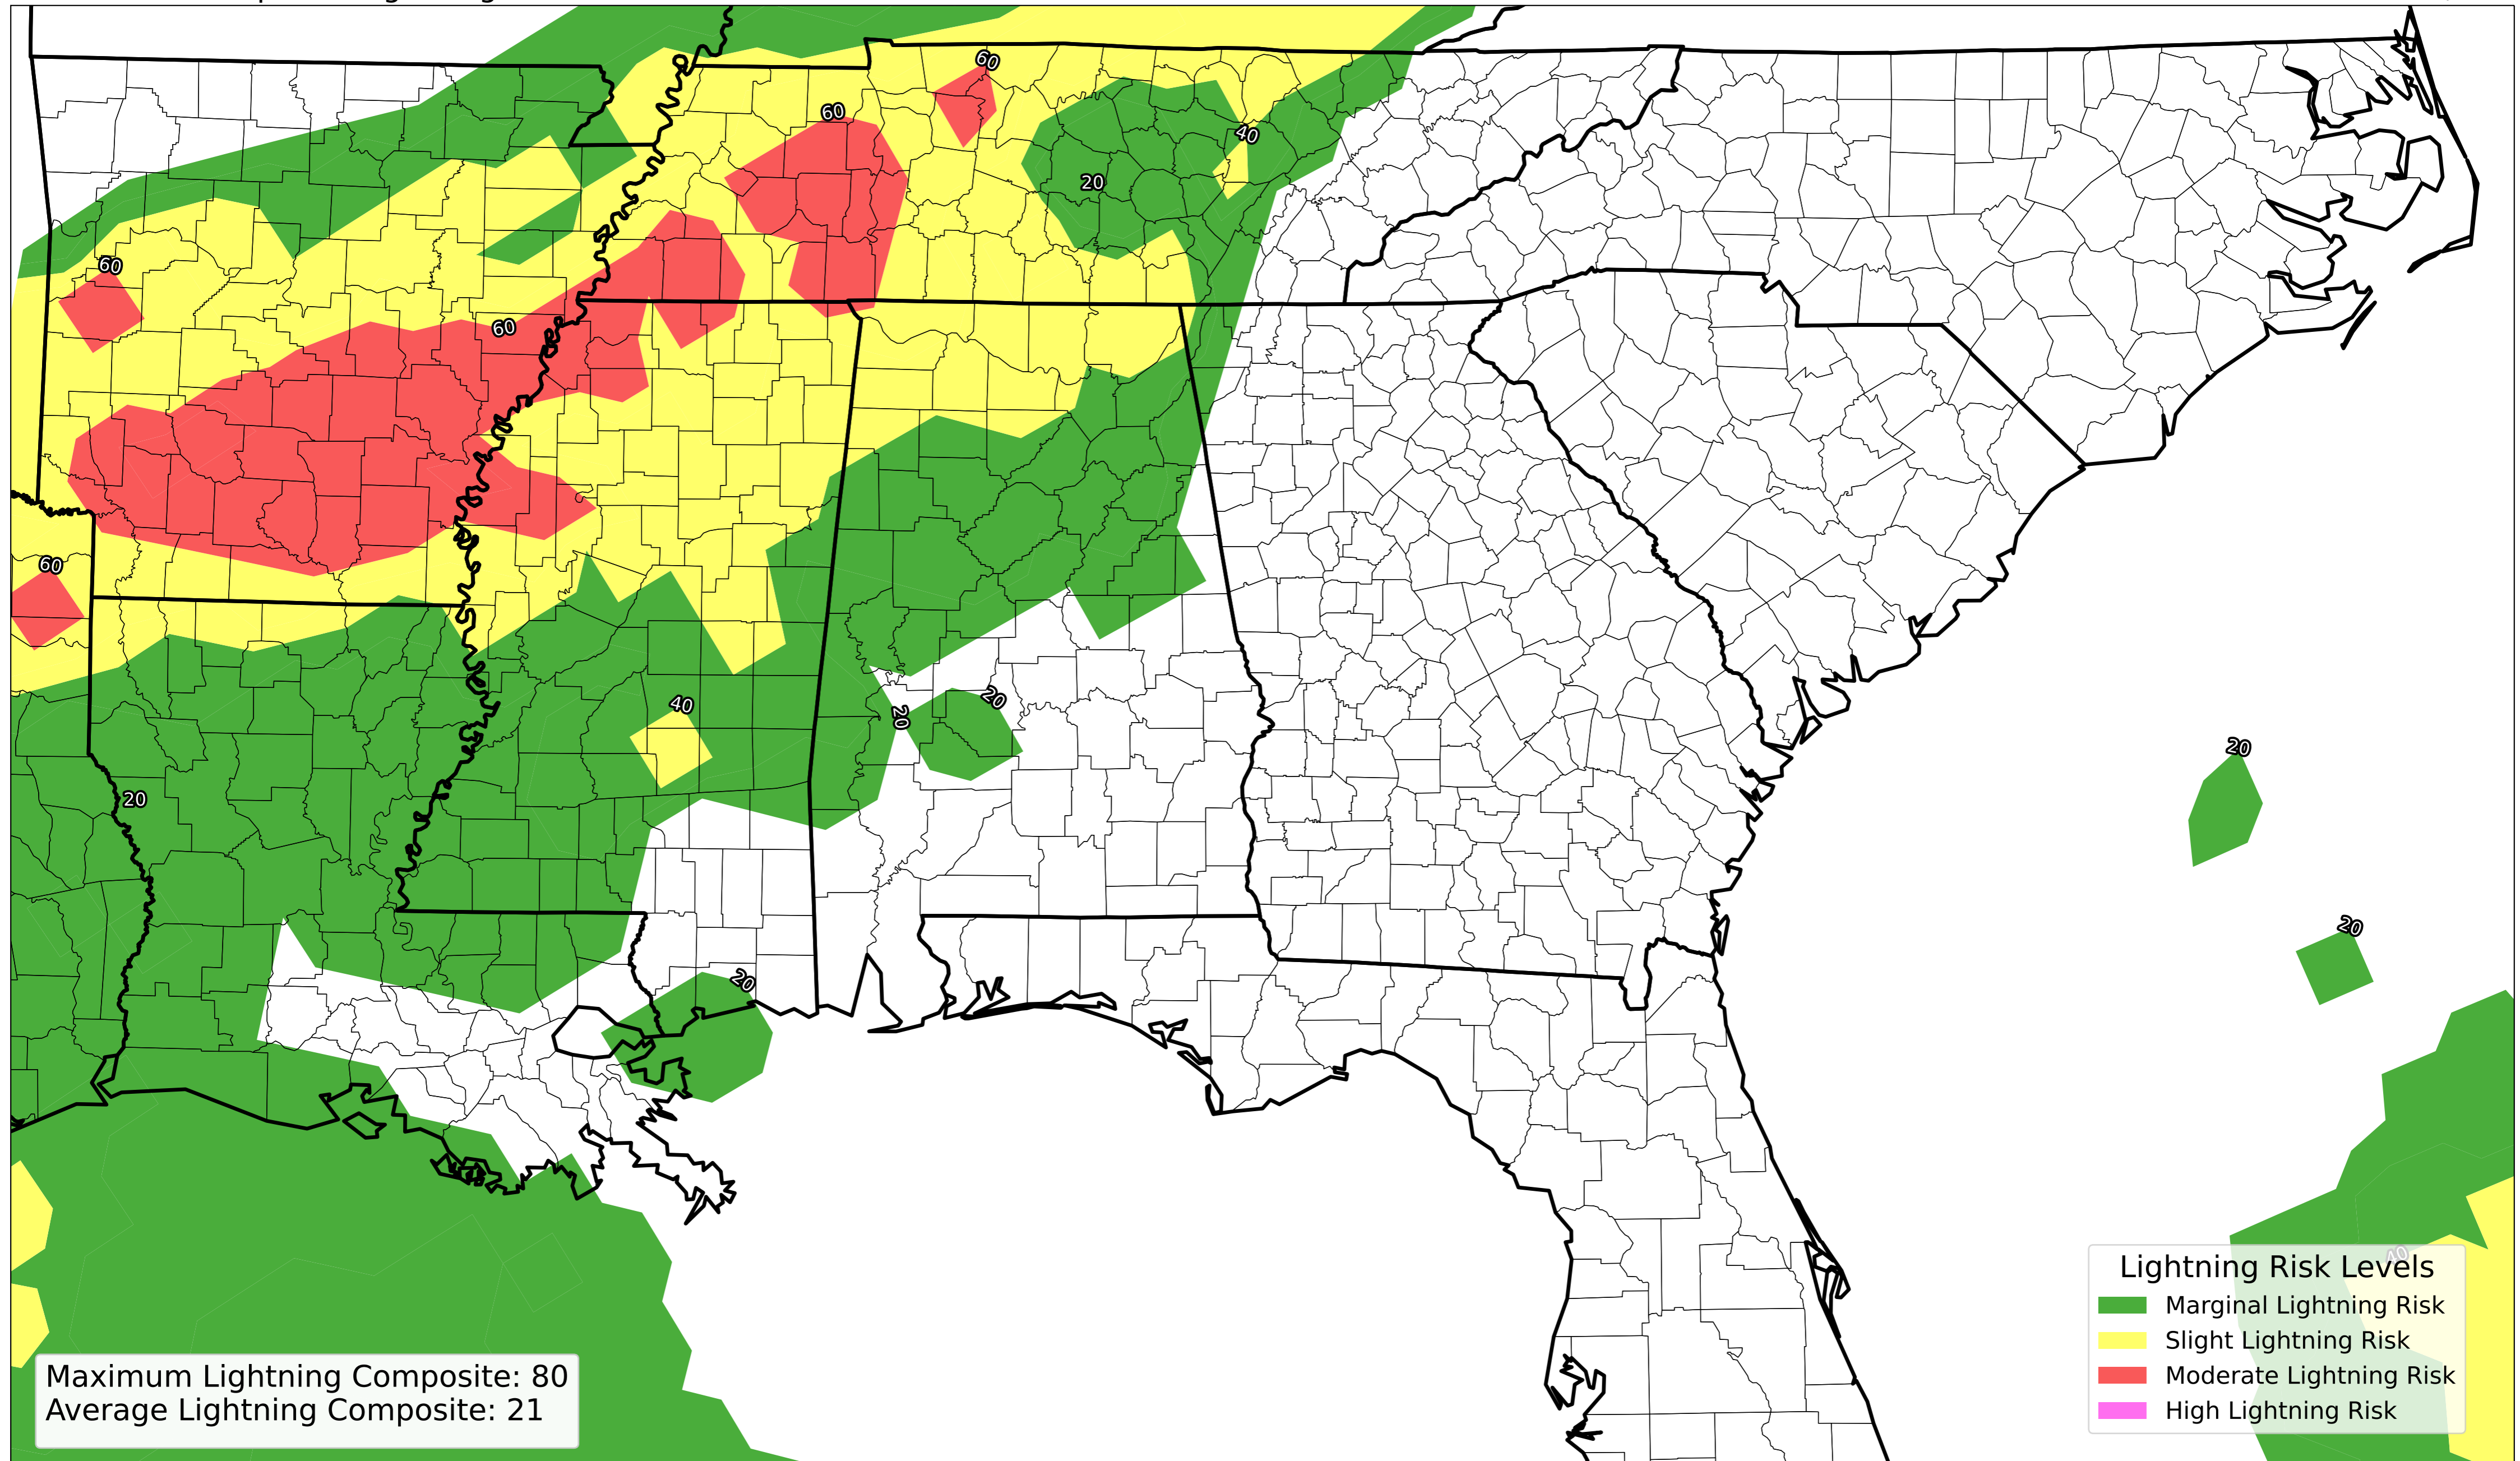 60
60
40
20
60
60
60
40
20
20
20
20
20
20
40
Lightning Risk Levels
Marginal Lightning Risk
Slight Lightning Risk
Moderate Lightning Risk
High Lightning Risk
Maximum Lightning Composite: 80
Average Lightning Composite: 21